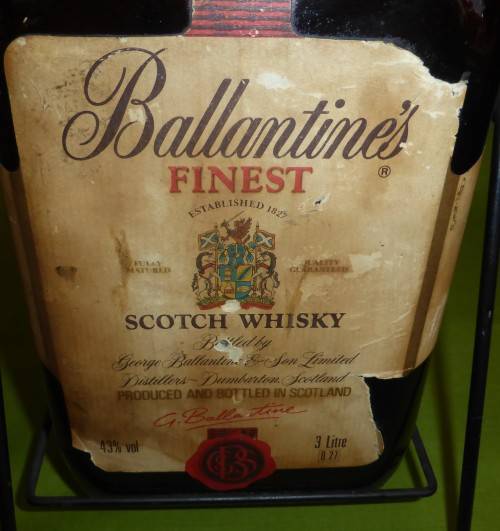 Ballantine's
®
FINEST
ESTABLISHED 1827
FULLY MATURED
QUALITY GUARANTEED
SCOTCH WHISKY
Bottled by
George Ballantine & Son Limited
Distillers - Dumbarton, Scotland
PRODUCED AND BOTTLED IN SCOTLAND
G. Ballantine
43% vol
3 Litre
(B 27)